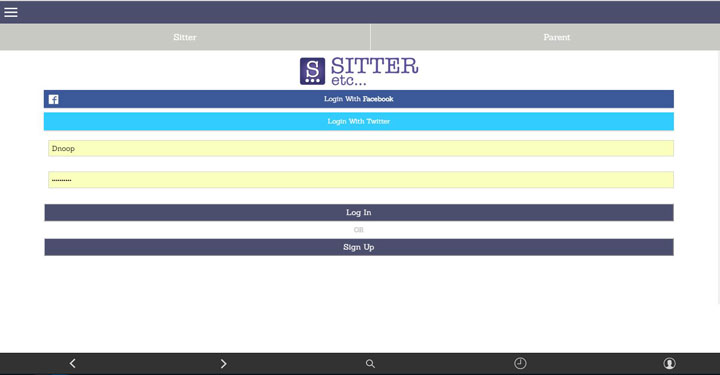 Sitter
Parent
S
SITTER
etc...
Login With Facebook
Login With Twitter
Dnoop
Log In
OR
Sign Up